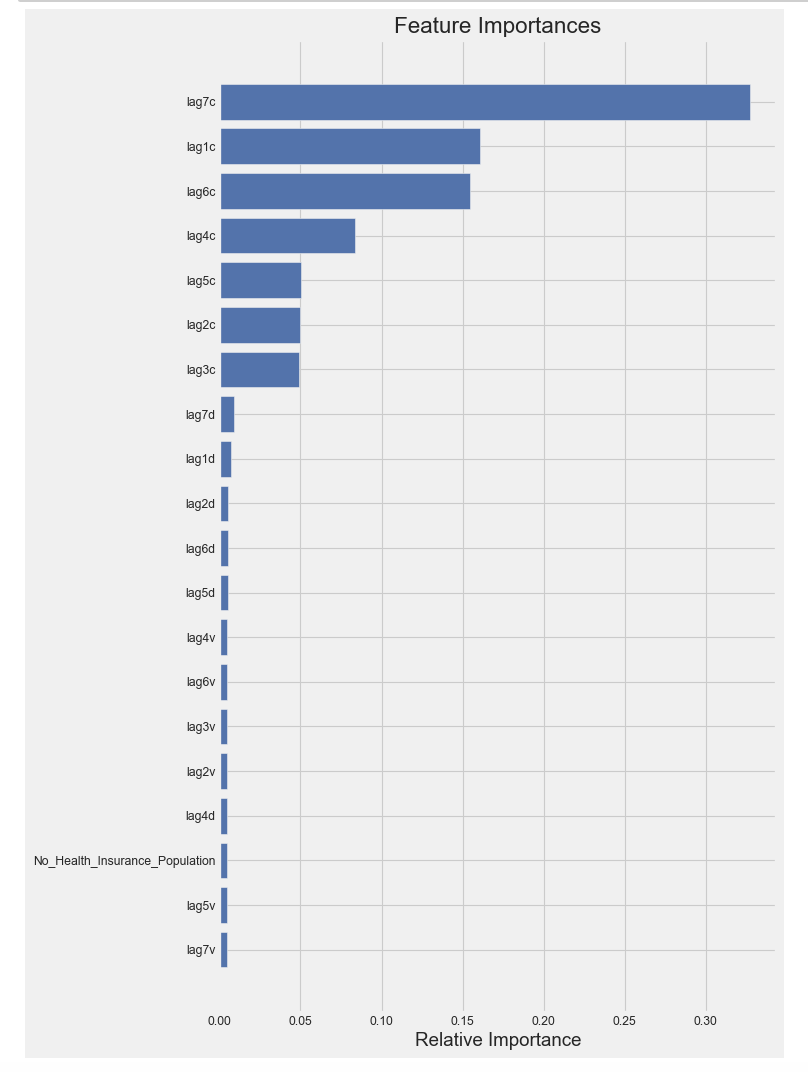 Feature Importances
lag7c
lag1c
lag6c
lag4c
lag5c
lag2c
lag3c
lag7d
lag1d
lag2d
lag6d
lag5d
lag4v
lag6v
lag3v
lag2v
lag4d
No_Health_Insurance_Population
lag5v
lag7v
0.00 0.05 0.10 0.15 0.20 0.25 0.30
Relative Importance